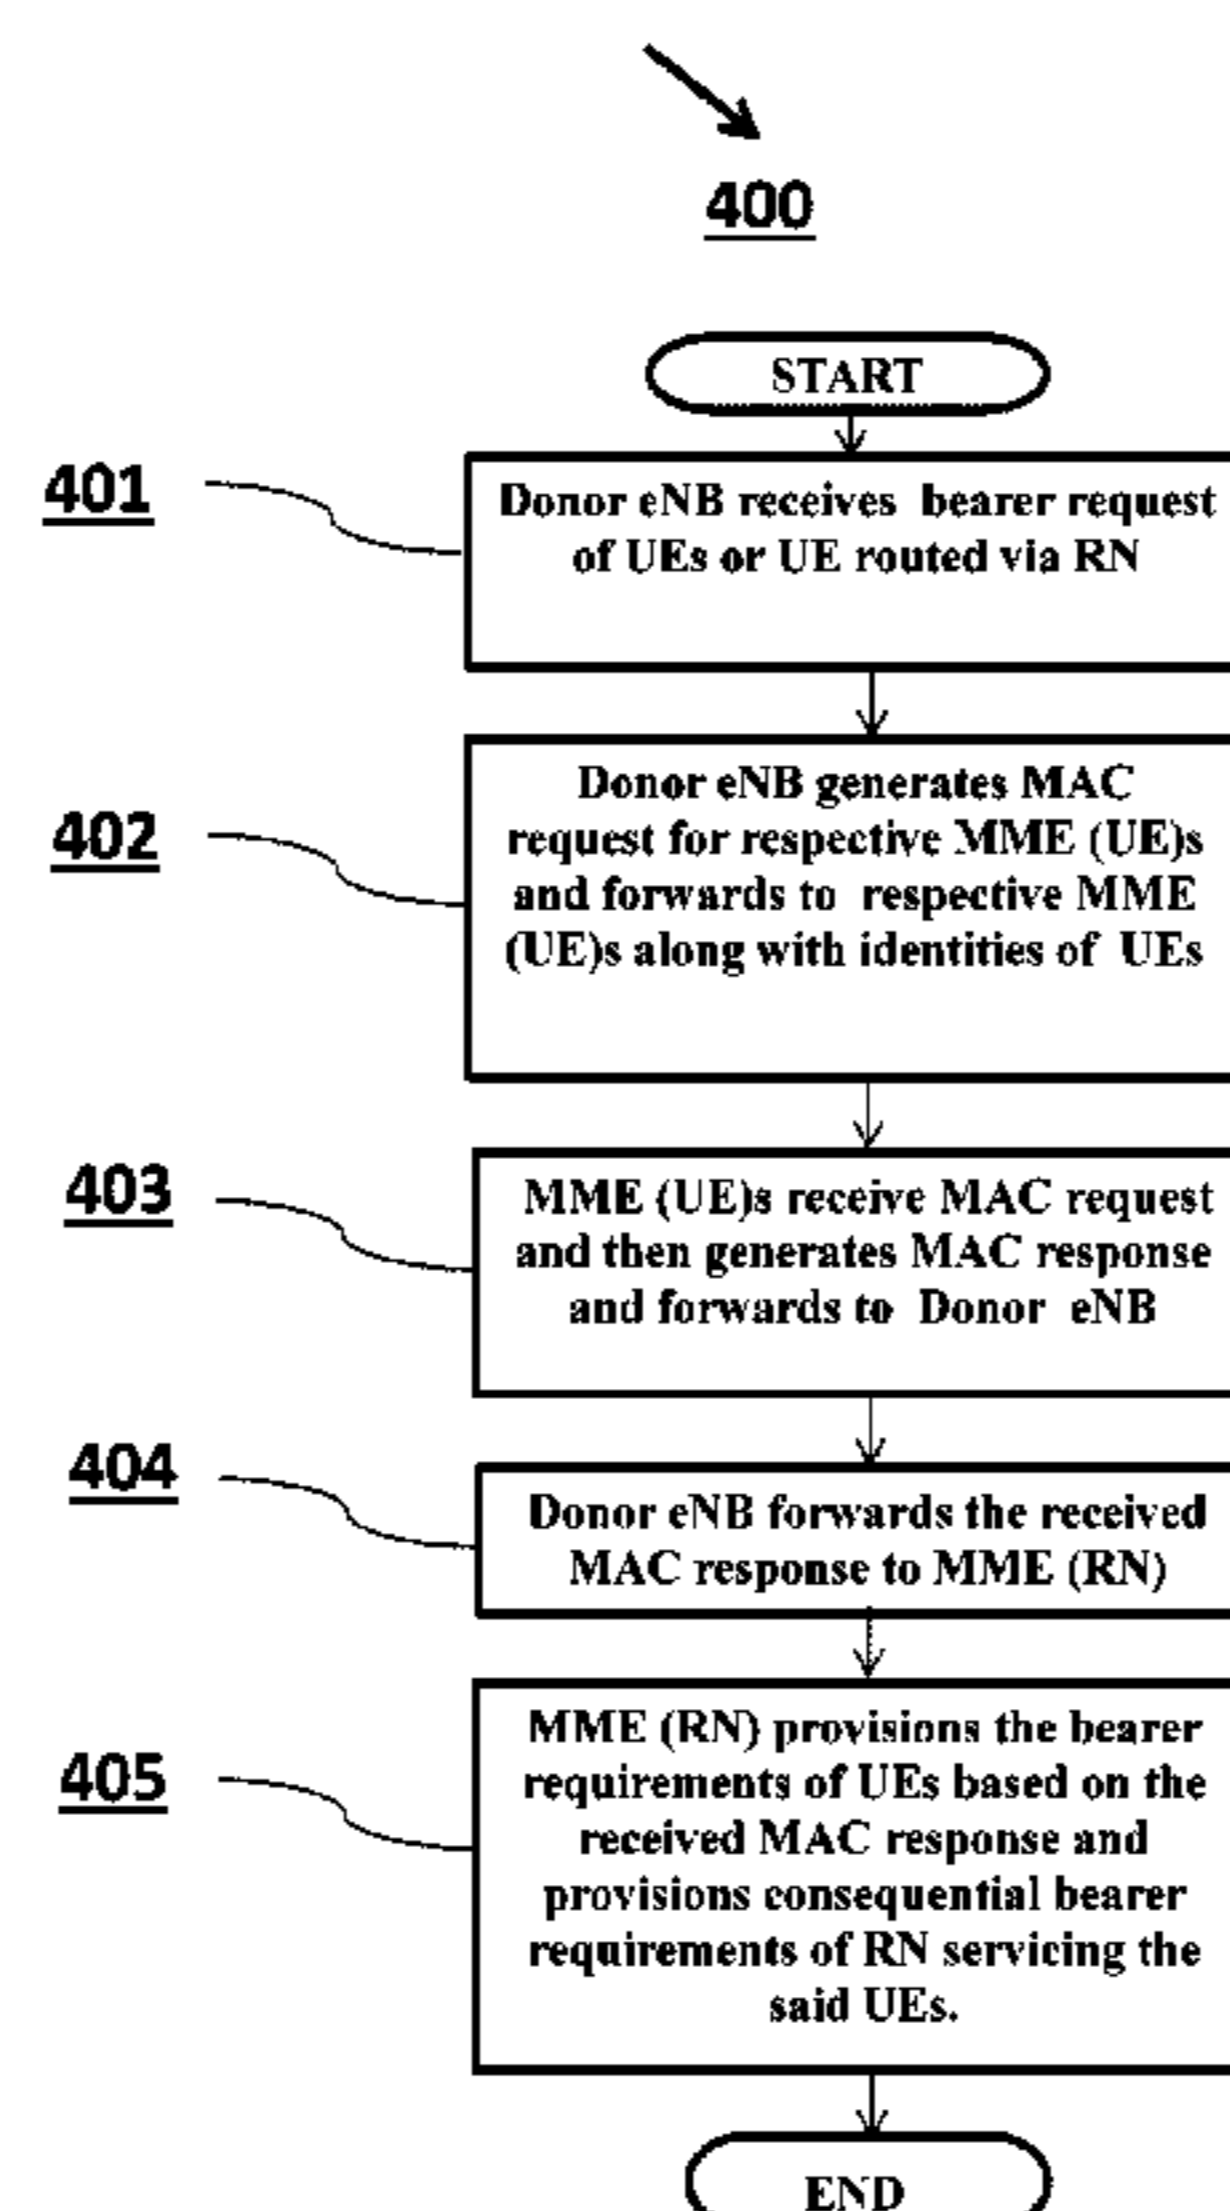 400
START
401
Donor eNB receives bearer request
of UEs or UE routed via RN
402
Donor eNB generates MAC
request for respective MME (UE)s
and forwards to respective MME
(UE)s along with identities of UEs
403
MME (UE)s receive MAC request
and then generates MAC response
and forwards to Donor eNB
404
Donor eNB forwards the received
MAC response to MME (RN)
405
MME (RN) provisions the bearer
requirements of UEs based on the
received MAC response and
provisions consequential bearer
requirements of RN servicing the
said UEs.
END